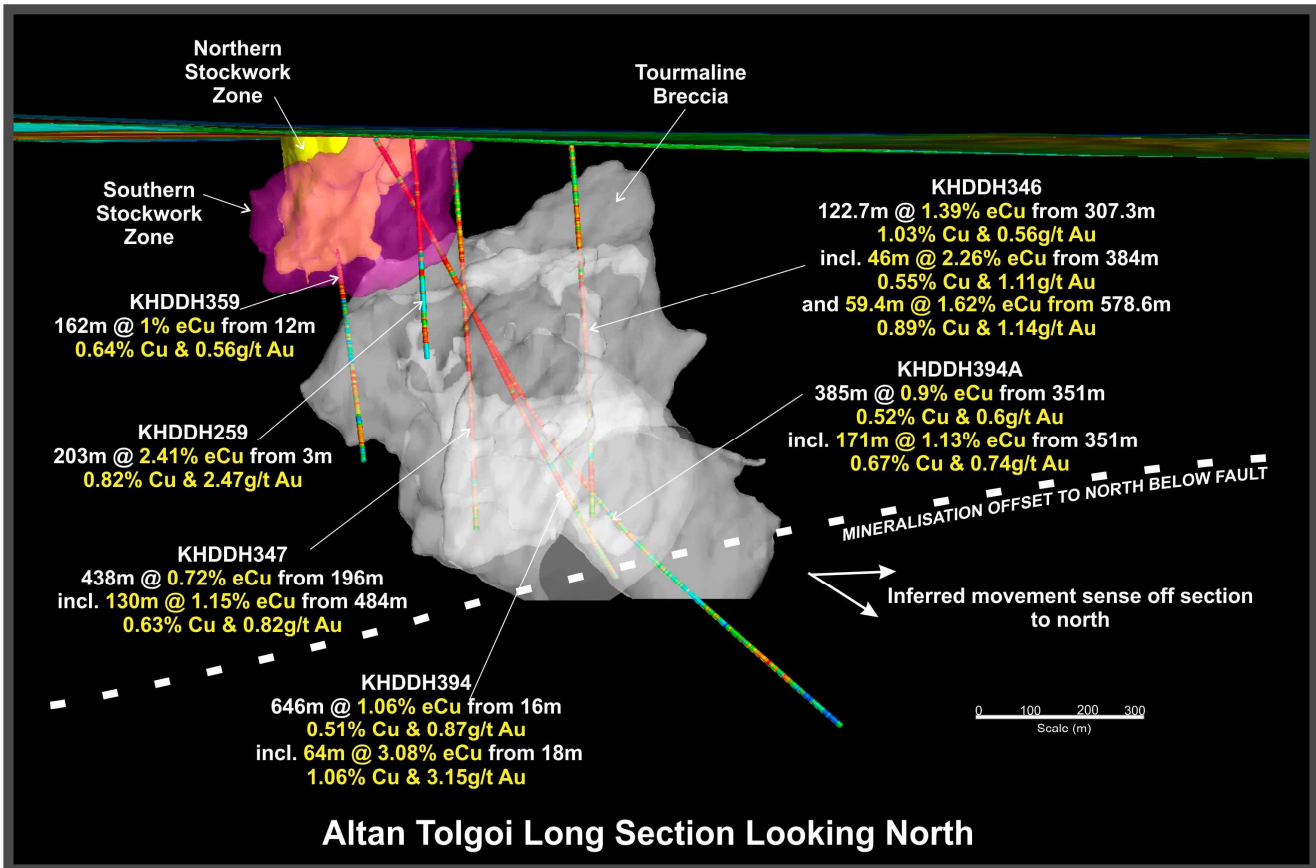 Northern
Stockwork
Zone
Tourmaline
Breccia
Southern
Stockwork
Zone
KHDDH346
122.7m @ 1.39% eCu from 307.3m
1.03% Cu & 0.56g/t Au
incl. 46m @ 2.26% eCu from 384m
0.55% Cu & 1.11g/t Au
and 59.4m @ 1.62% eCu from 578.6m
0.89% Cu & 1.14g/t Au
KHDDH359
162m @ 1% eCu from 12m
0.64% Cu & 0.56g/t Au
KHDDH394A
385m @ 0.9% eCu from 351m
0.52% Cu & 0.6g/t Au
incl. 171m @ 1.13% eCu from 351m
0.67% Cu & 0.74g/t Au
KHDDH259
203m @ 2.41% eCu from 3m
0.82% Cu & 2.47g/t Au
MINERALISATION OFFSET TO NORTH BELOW FAULT
KHDDH347
438m @ 0.72% eCu from 196m
incl. 130m @ 1.15% eCu from 484m
0.63% Cu & 0.82g/t Au
Inferred movement sense off section
to north
KHDDH394
646m @ 1.06% eCu from 16m
0.51% Cu & 0.87g/t Au
incl. 64m @ 3.08% eCu from 18m
1.06% Cu & 3.15g/t Au
0 100 200 300
Scale (m)
Altan Tolgoi Long Section Looking North